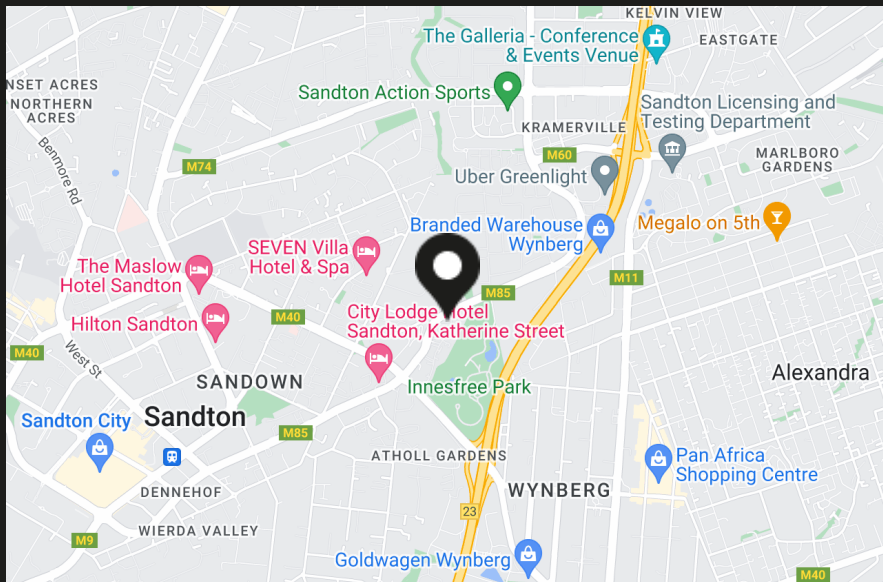 KELVIN VIEW
The Galleria - Conference
& Events Venue
EASTGATE
NSET ACRES
NORTHERN
ACRES
Sandton Action Sports
Sandton Licensing and
Testing Department
KRAMERVILLE
Benmore Rd
M74
M60
MARLBORO
GARDENS
Uber Greenlight
Branded Warehouse
Wynberg
Megalo on 5th
SEVEN Villa
Hotel & Spa
The Maslow
Hotel Sandton
M11
M85
M40
City Lodge Hotel
Sandton, Katherine Street
Hilton Sandton
M40
West St
SANDOWN
Innesfree Park
Alexandra
Sandton City
Sandton
M85
ATHOLL GARDENS
Pan Africa
Shopping Centre
DENNEHOF
WYNBERG
23
WIERDA VALLEY
M9
Goldwagen Wynberg
M40